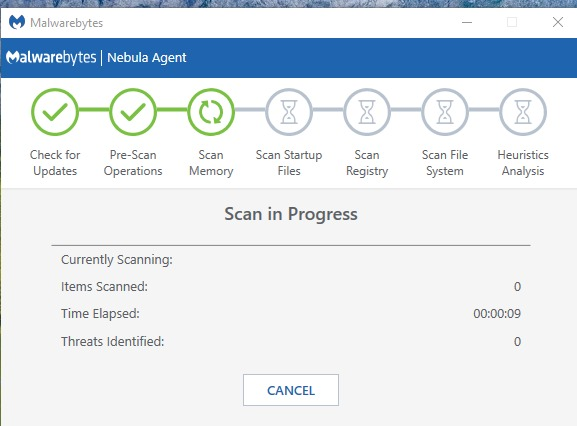 Malwarebytes
Malwarebytes | Nebula Agent
Check for Updates
Pre-Scan Operations
Scan Memory
Scan Startup Files
Scan Registry
Scan File System
Heuristics Analysis
Scan in Progress
Currently Scanning:
Items Scanned: 0
Time Elapsed: 00:00:09
Threats Identified: 0
CANCEL